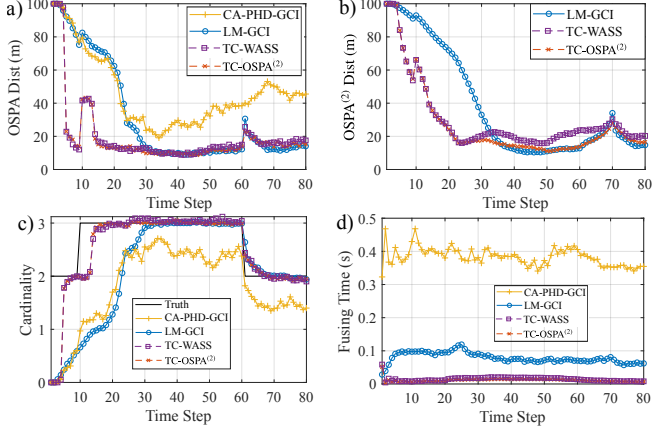 a)
100
80
60
40
20
0
OSPA Dist (m)
10 20 30 40 50 60 70 80
Time Step
CA-PHD-GCI
LM-GCI
TC-WASS
TC-OSPA(2)
b)
100
80
60
40
20
0
OSPA(2) Dist (m)
10 20 30 40 50 60 70 80
Time Step
LM-GCI
TC-WASS
TC-OSPA(2)
c)
3
2
1
0
Cardinality
10 20 30 40 50 60 70 80
Time Step
Truth
CA-PHD-GCI
LM-GCI
TC-WASS
TC-OSPA(2)
d)
0.5
0.4
0.3
0.2
0.1
0
Fusing Time (s)
10 20 30 40 50 60 70 80
Time Step
CA-PHD-GCI
LM-GCI
TC-WASS
TC-OSPA(2)